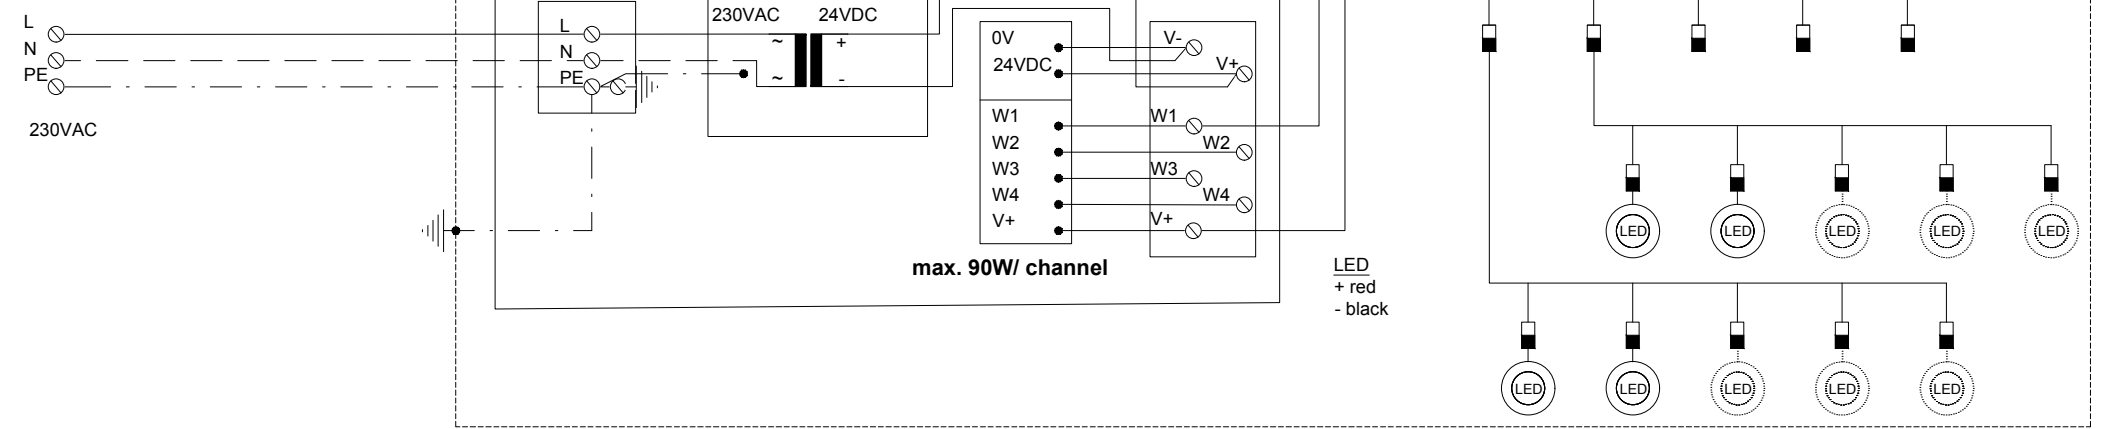 L
N
PE
230VAC
L
N
PE
230VAC 24VDC
~ +
~ -
0V
24VDC
W1
W2
W3
W4
V+
V-
V+
W1
W2
W3
W4
V+
max. 90W/ channel
LED
+ red
- black
LED LED LED LED LED
LED LED LED LED LED